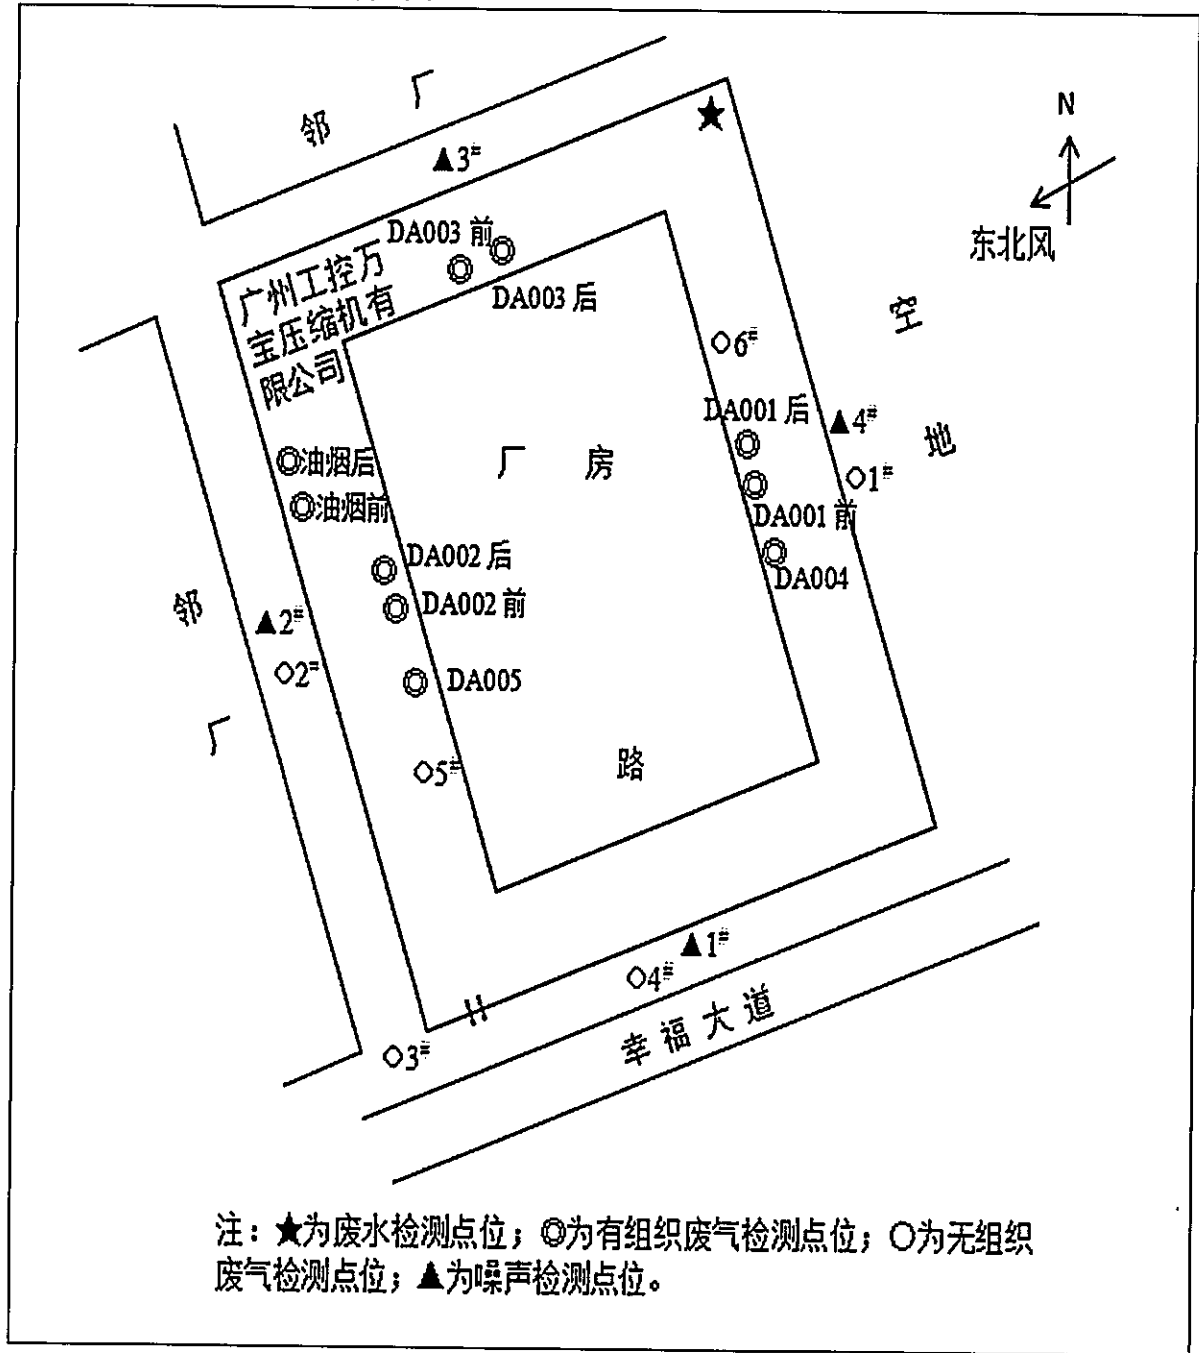 邻 厂
N
▲3#
★
东北风
DA003 前
DA003 后
广州工控万
宝压缩机有
限公司
空 地
○6#
DA001 后
▲4#
○1#
DA001 前
DA004
厂 房
◎油烟后
◎油烟前
DA002 后
DA002 前
DA005
邻 厂
▲2#
○2#
○5#
路
▲1#
○4#
○3#
幸福大道
注：★为废水检测点位；◎为有组织废气检测点位；○为无组织
废气检测点位；▲为噪声检测点位。